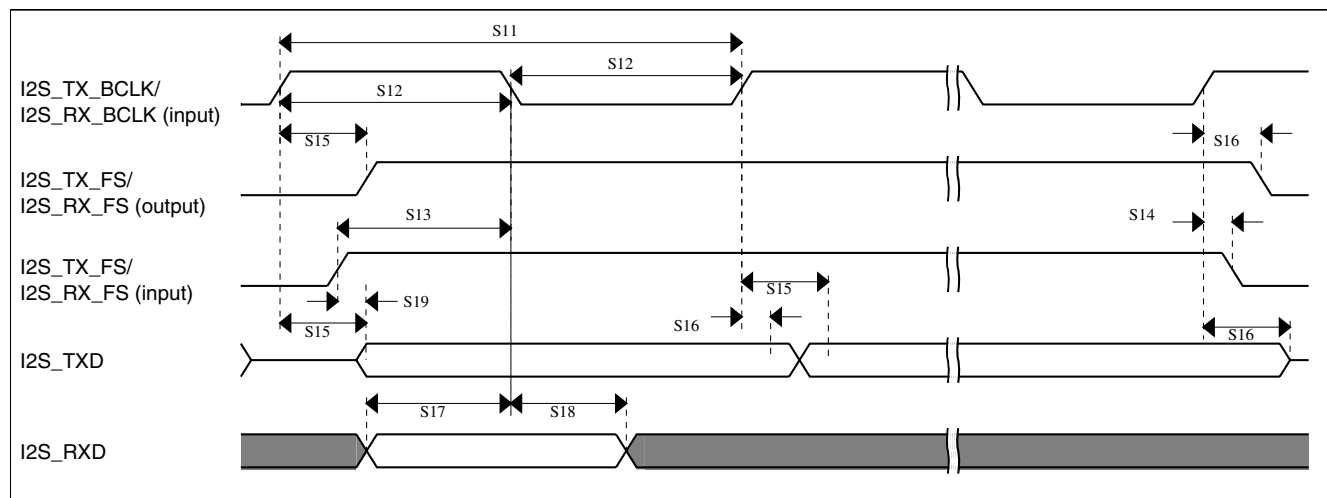 S11
I2S_TX_BCLK/
I2S_RX_BCLK (input)
S12
S12
S15
S16
I2S_TX_FS/
I2S_RX_FS (output)
S13
S14
I2S_TX_FS/
I2S_RX_FS (input)
S15
S19
S15
S16
S16
I2S_TXD
S17
S18
I2S_RXD